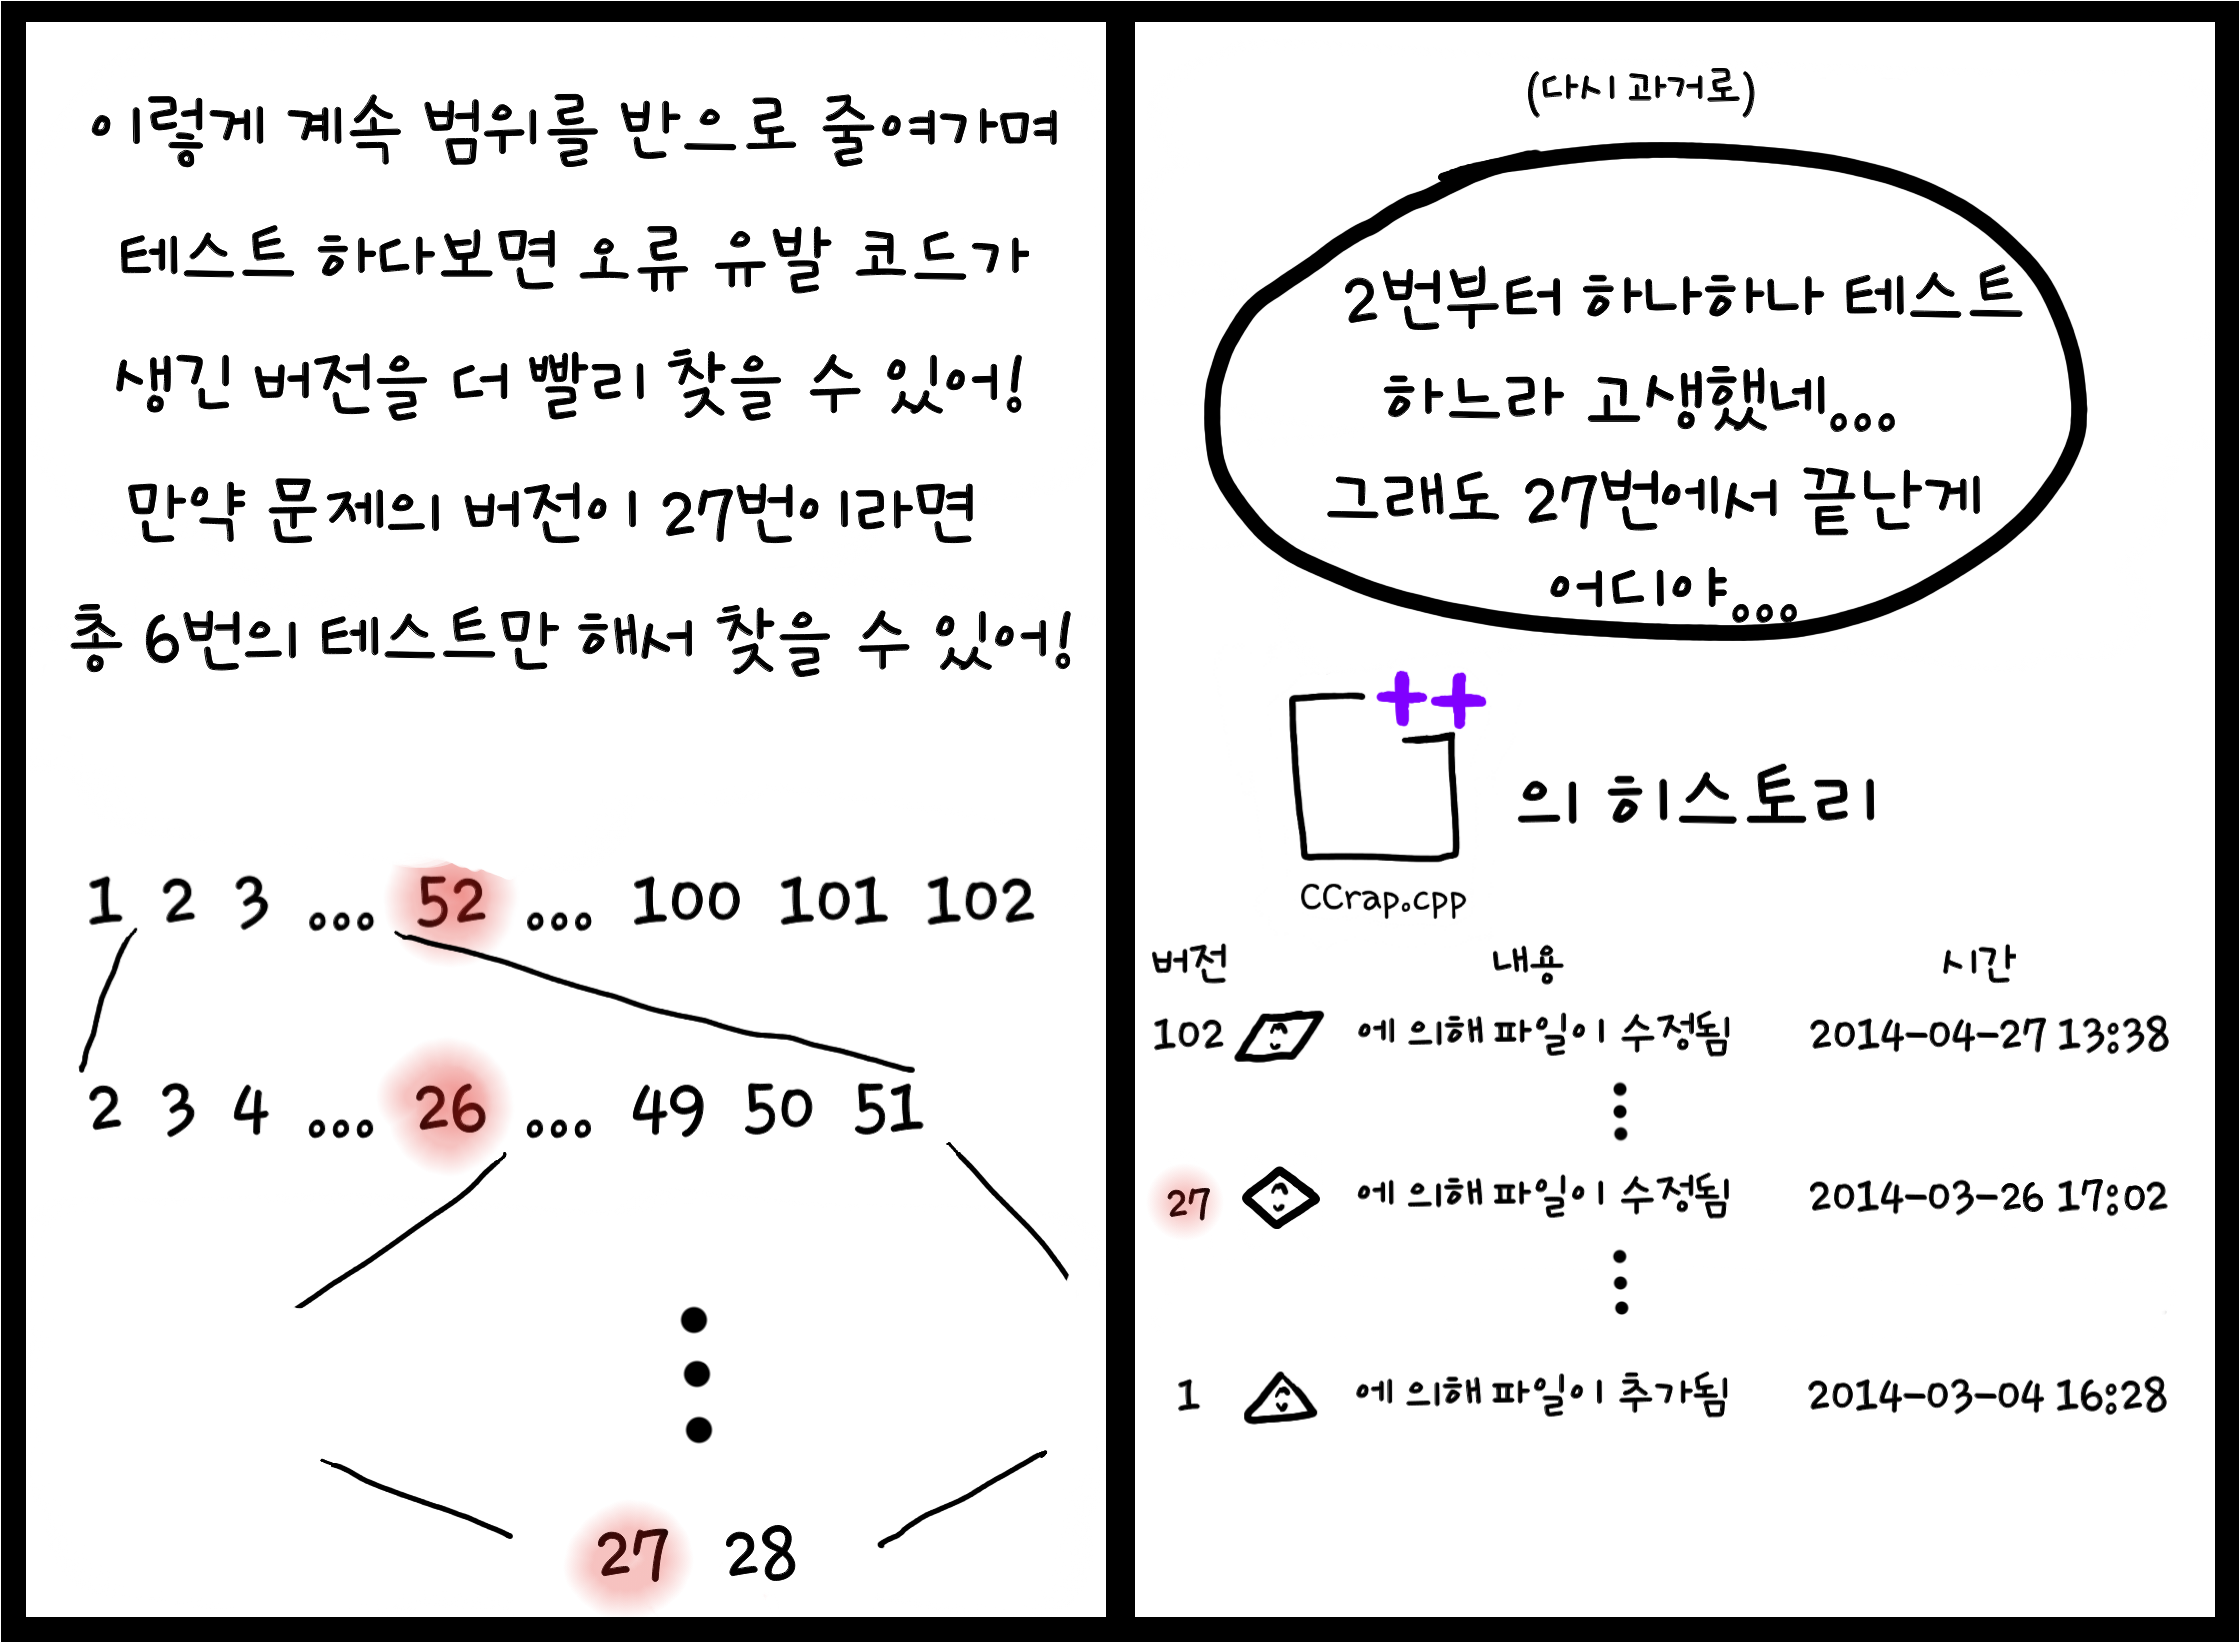 이렇게 계속 범위를 반으로 줄여가며
테스트 하다보면 오류 유발 코드가
생긴 버전을 더 빨리 찾을 수 있어!
만약 문제의 버전이 27번이라면
총 6번의 테스트만 해서 찾을 수 있어!
1 2 3 ... 52 ... 100 101 102
2 3 4 ... 26 ... 49 50 51
27 28
(다시 과거로)
2번부터 하나하나 테스트
하느라 고생했네...
그래도 27번에서 끝난게
어디야...
++
의 히스토리
CCrap.cpp
버전 내용 시간
102 에 의해 파일이 수정됨 2014-04-27 13:38
27 에 의해 파일이 수정됨 2014-03-26 17:02
1 에 의해 파일이 추가됨 2014-03-04 16:28